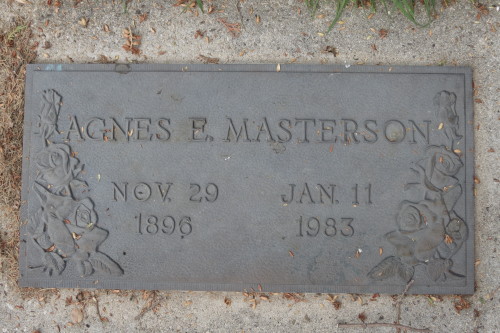 AGNES E. MASTERSON
NOV. 29 JAN. 11
1896 1983